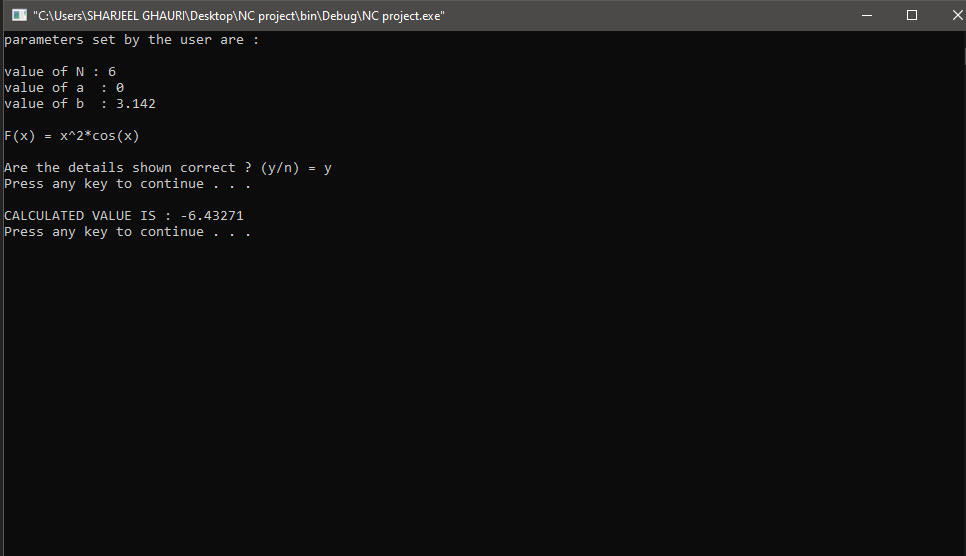 "C:\Users\SHARJEEL GHAURI\Desktop\NC project\bin\Debug\NC project.exe"
parameters set by the user are :
value of N : 6
value of a  : 0
value of b  : 3.142
F(x) = x^2*cos(x)
Are the details shown correct ? (y/n) = y
Press any key to continue . . .
CALCULATED VALUE IS : -6.43271
Press any key to continue . . .